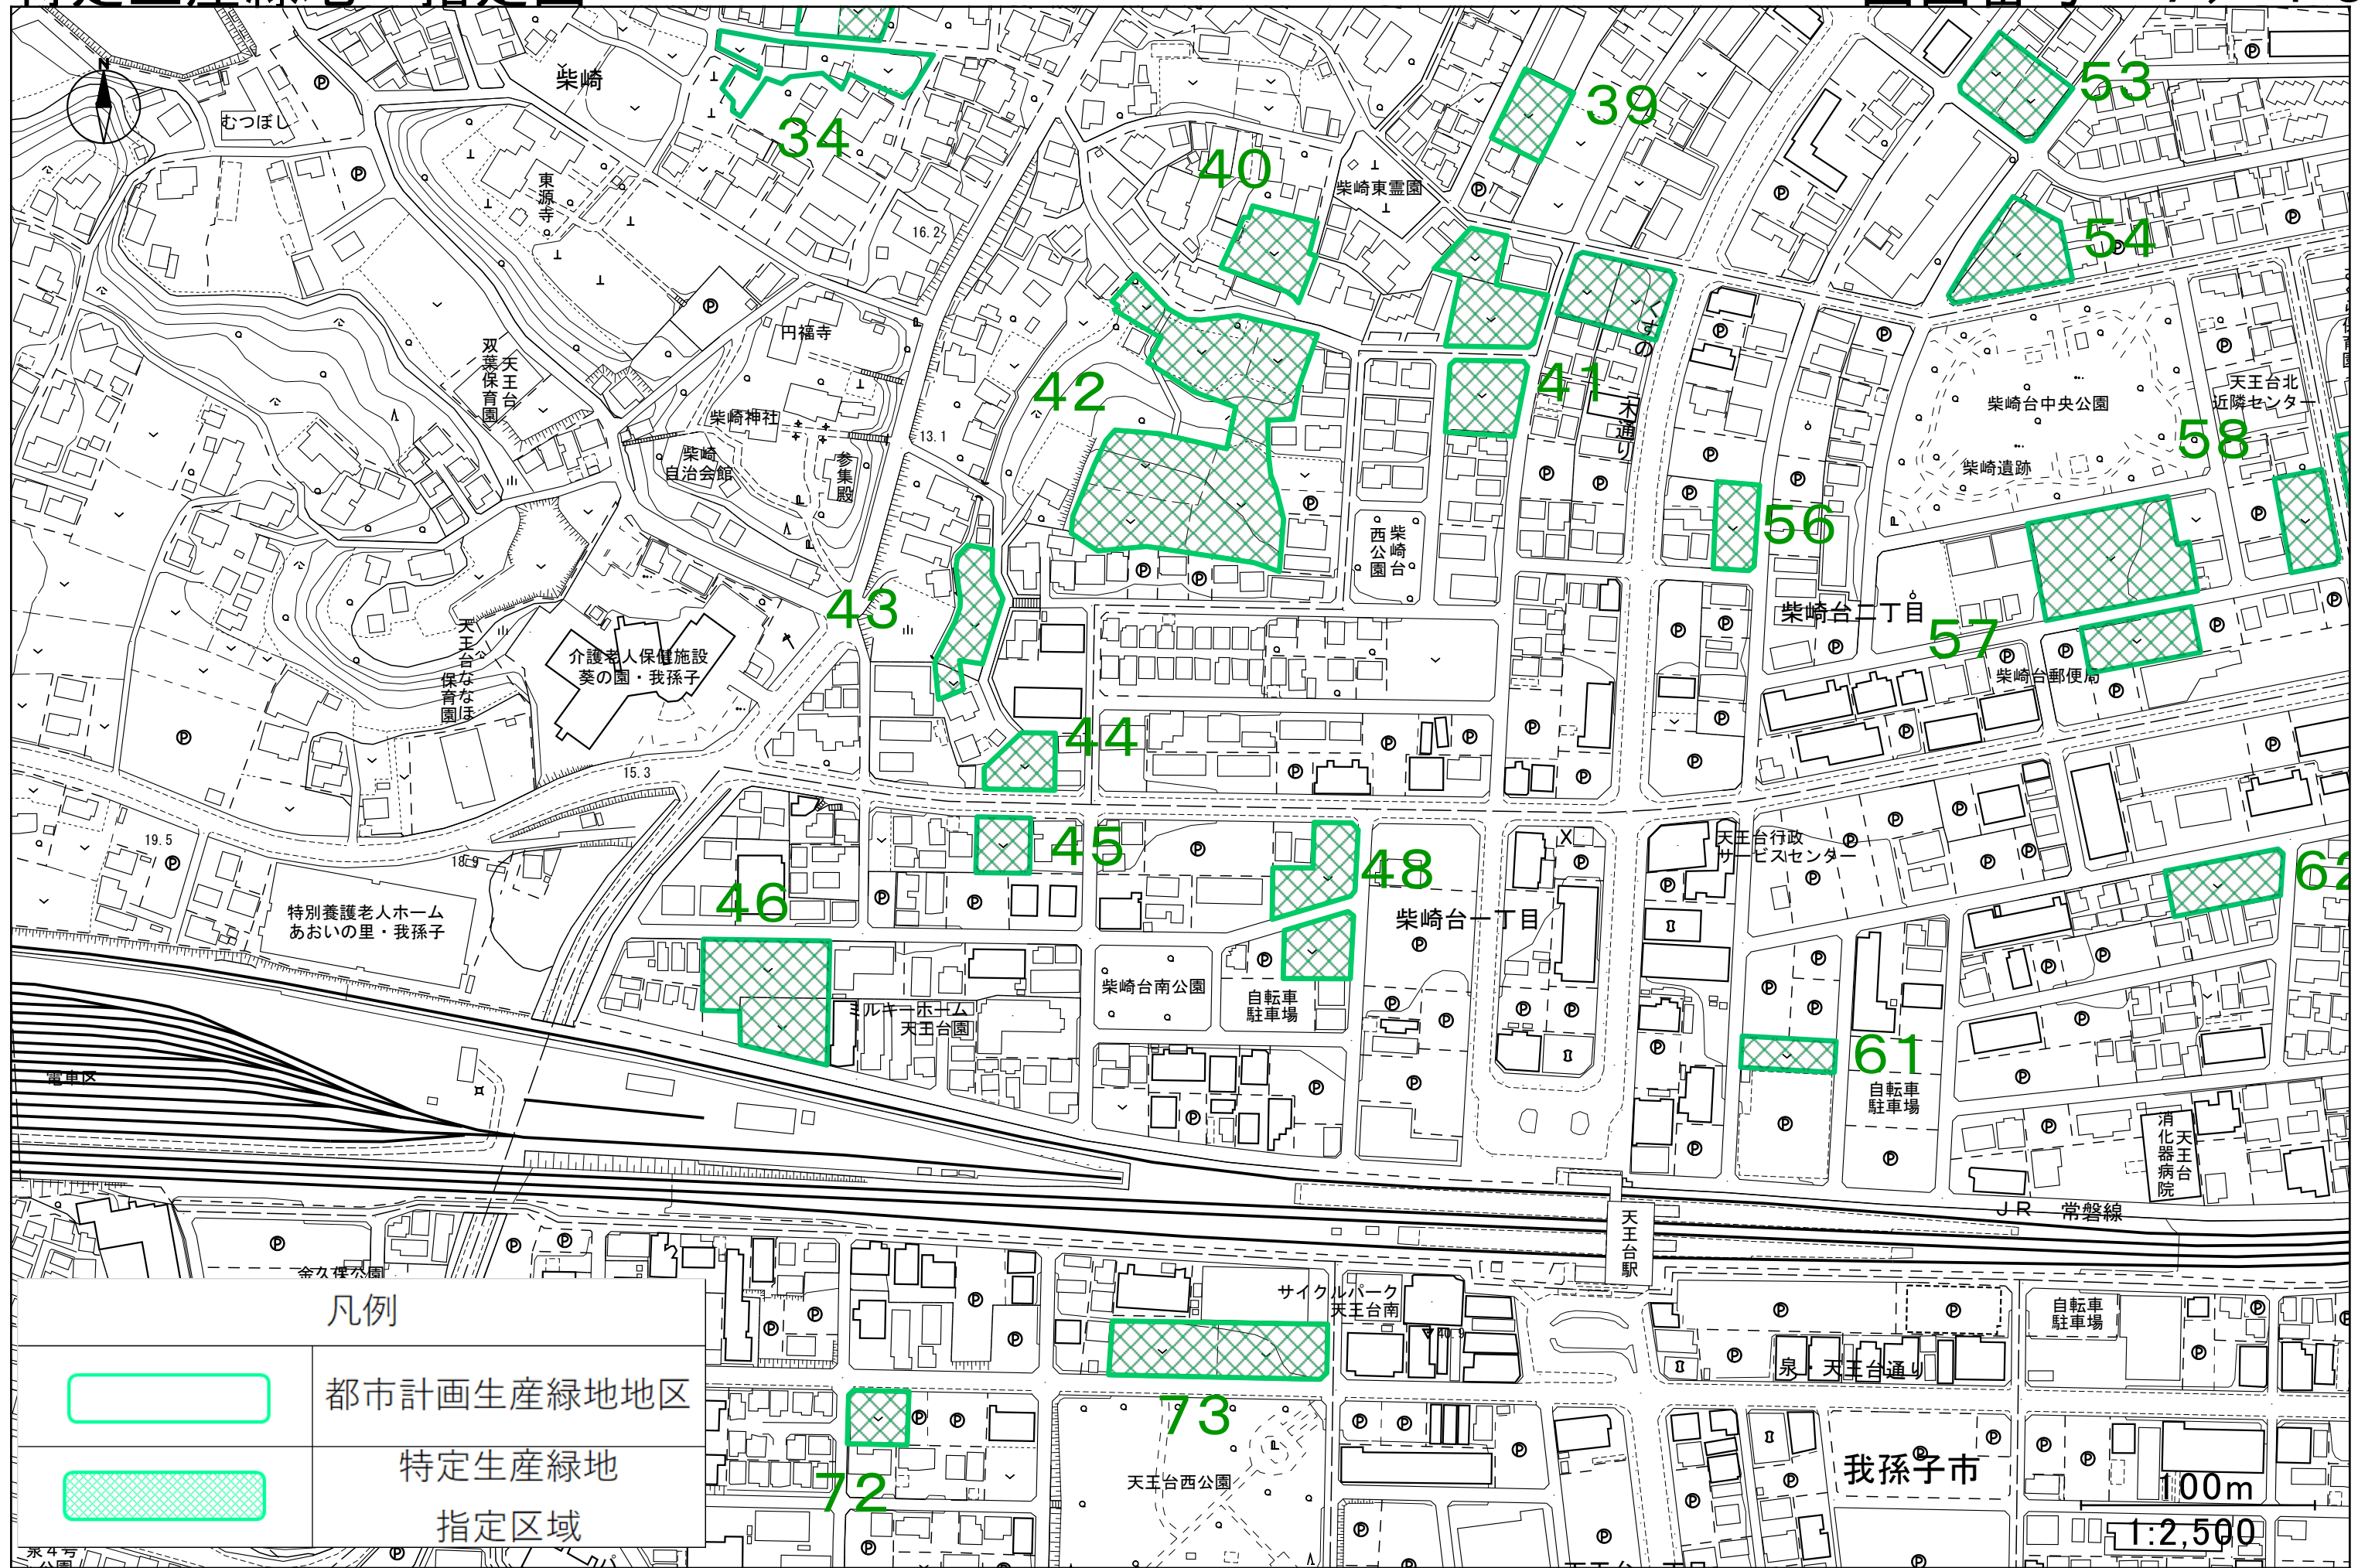 柴崎
むつぼし
34
39
53
40
柴崎東霊園
東源寺
16.2
54
円福寺
くすの木通り
双葉保育園
天王台
42
41
柴崎神社
13.1
柴崎
自治会館
参集殿
柴崎台中央公園
天王台北
近隣センター
58
柴崎遺跡
56
柴崎台
西公園
43
柴崎台二丁目
57
柴崎台郵便局
天王台ななほ
保育園
介護老人保健施設
葵の園・我孫子
44
15.3
19.5
18.9
45
48
46
天王台行政
サービスセンター
62
特別養護老人ホーム
あおいの里・我孫子
柴崎台一丁目
柴崎台南公園
自転車
駐車場
ミルキーホーム
天王台園
61
自転車
駐車場
電車区
天王台
消化器病院
JR 常磐線
天王台駅
金久保公園
サイクルパーク
天王台南
40.9
自転車
駐車場
泉・天王台通り
73
72
天王台西公園
我孫子市
100m
1:2,500
凡例
都市計画生産緑地地区
特定生産緑地
指定区域
泉4号
公園